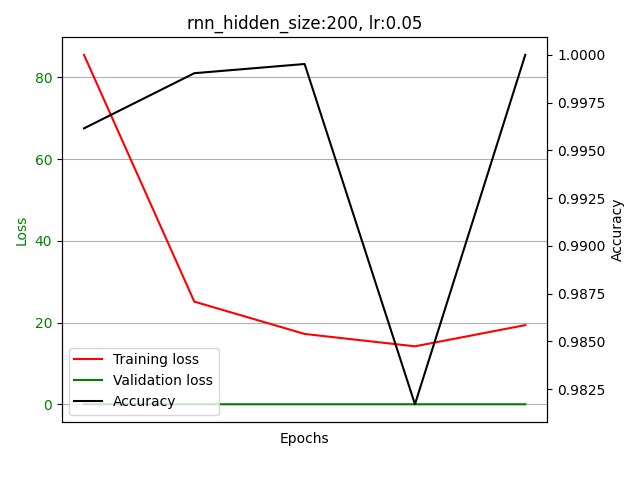 rnn_hidden_size:200, lr:0.05
80
60
40
20
0
Loss
1.0000
0.9975
0.9950
0.9925
0.9900
0.9875
0.9850
0.9825
Accuracy
Training loss
Validation loss
Accuracy
Epochs